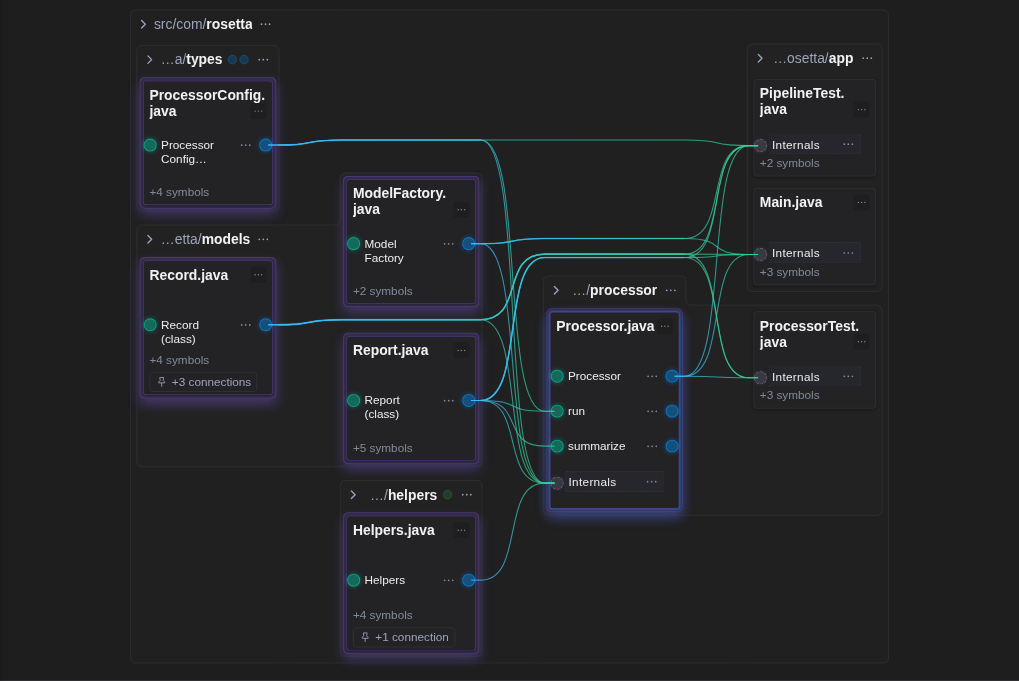 src/com/rosetta ···
…a/types ···
ProcessorConfig.
java ···
Processor ···
Config…
+4 symbols
…etta/models ···
Record.java ···
Record ···
(class)
+4 symbols
+3 connections
ModelFactory.
java ···
Model ···
Factory
+2 symbols
Report.java ···
Report ···
(class)
+5 symbols
…/helpers ···
Helpers.java ···
Helpers ···
+4 symbols
+1 connection
…/processor ···
Processor.java ···
Processor ···
run ···
summarize ···
Internals ···
…osetta/app ···
PipelineTest.
java ···
Internals ···
+2 symbols
Main.java ···
Internals ···
+3 symbols
ProcessorTest.
java ···
Internals ···
+3 symbols